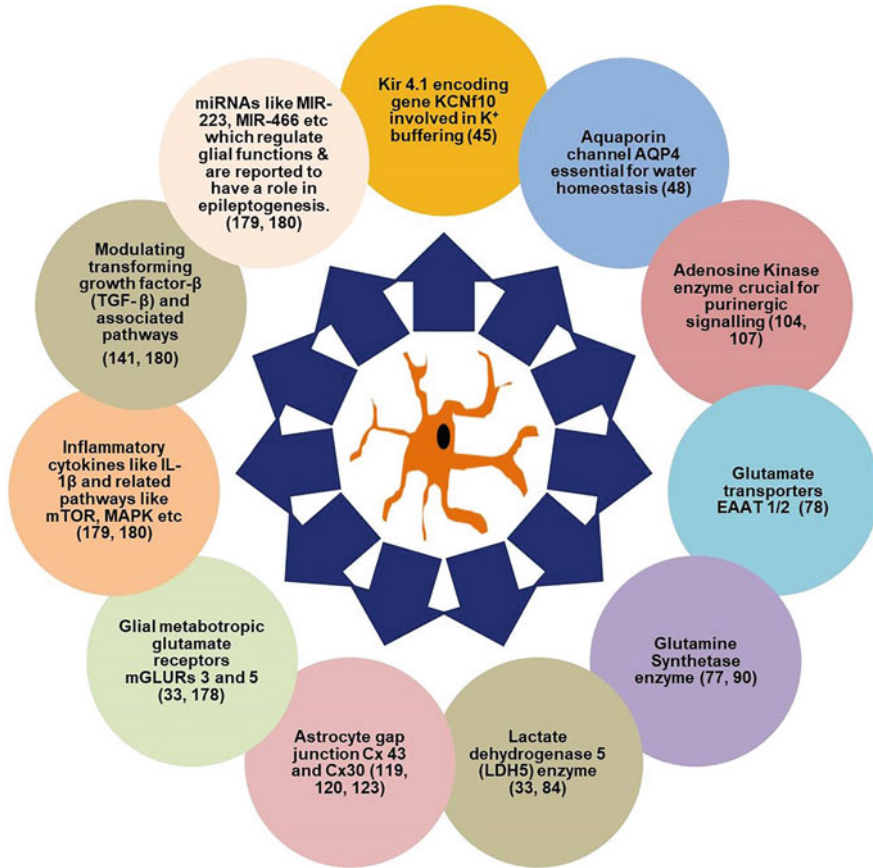 Kir 4.1 encoding
gene KCNf10
involved in K⁺
buffering (45)
Aquaporin
channel AQP4
essential for water
homeostasis (48)
Adenosine Kinase
enzyme crucial for
purinergic
signalling (104,
107)
Glutamate
transporters
EAAT 1/2 (78)
Glutamine
Synthetase
enzyme (77, 90)
Lactate
dehydrogenase 5
(LDH5) enzyme
(33, 84)
Astrocyte gap
junction Cx 43
and Cx30 (119,
120, 123)
Glial metabotropic
glutamate
receptors
mGLURs 3 and 5
(33, 178)
Inflammatory
cytokines like IL-
1β and related
pathways like
mTOR, MAPK etc
(179, 180)
Modulating
transforming
growth factor-β
(TGF- β) and
associated
pathways
(141, 180)
miRNAs like MIR-
223, MIR-466 etc
which regulate
glial functions &
are reported to
have a role in
epileptogenesis.
(179, 180)